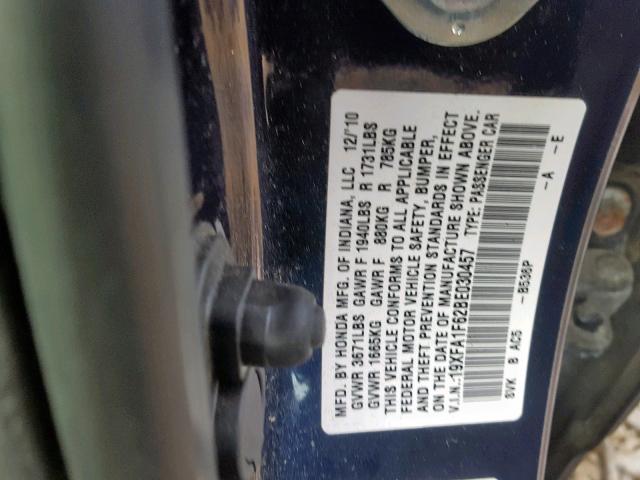 MFD. BY HONDA MFG. OF INDIANA, LLC 12/'10
GVWR 3671LBS GAWR F 1940LBS R 1731LBS
GVWR 1665KG GAWR F 880KG R 785KG
THIS VEHICLE CONFORMS TO ALL APPLICABLE
FEDERAL MOTOR VEHICLE SAFETY, BUMPER,
AND THEFT PREVENTION STANDARDS IN EFFECT
ON THE DATE OF MANUFACTURE SHOWN ABOVE.
V.I.N.:19XFA1F62BE030457 TYPE: PASSENGER CAR
SVK B AC5 -B536P -A -E